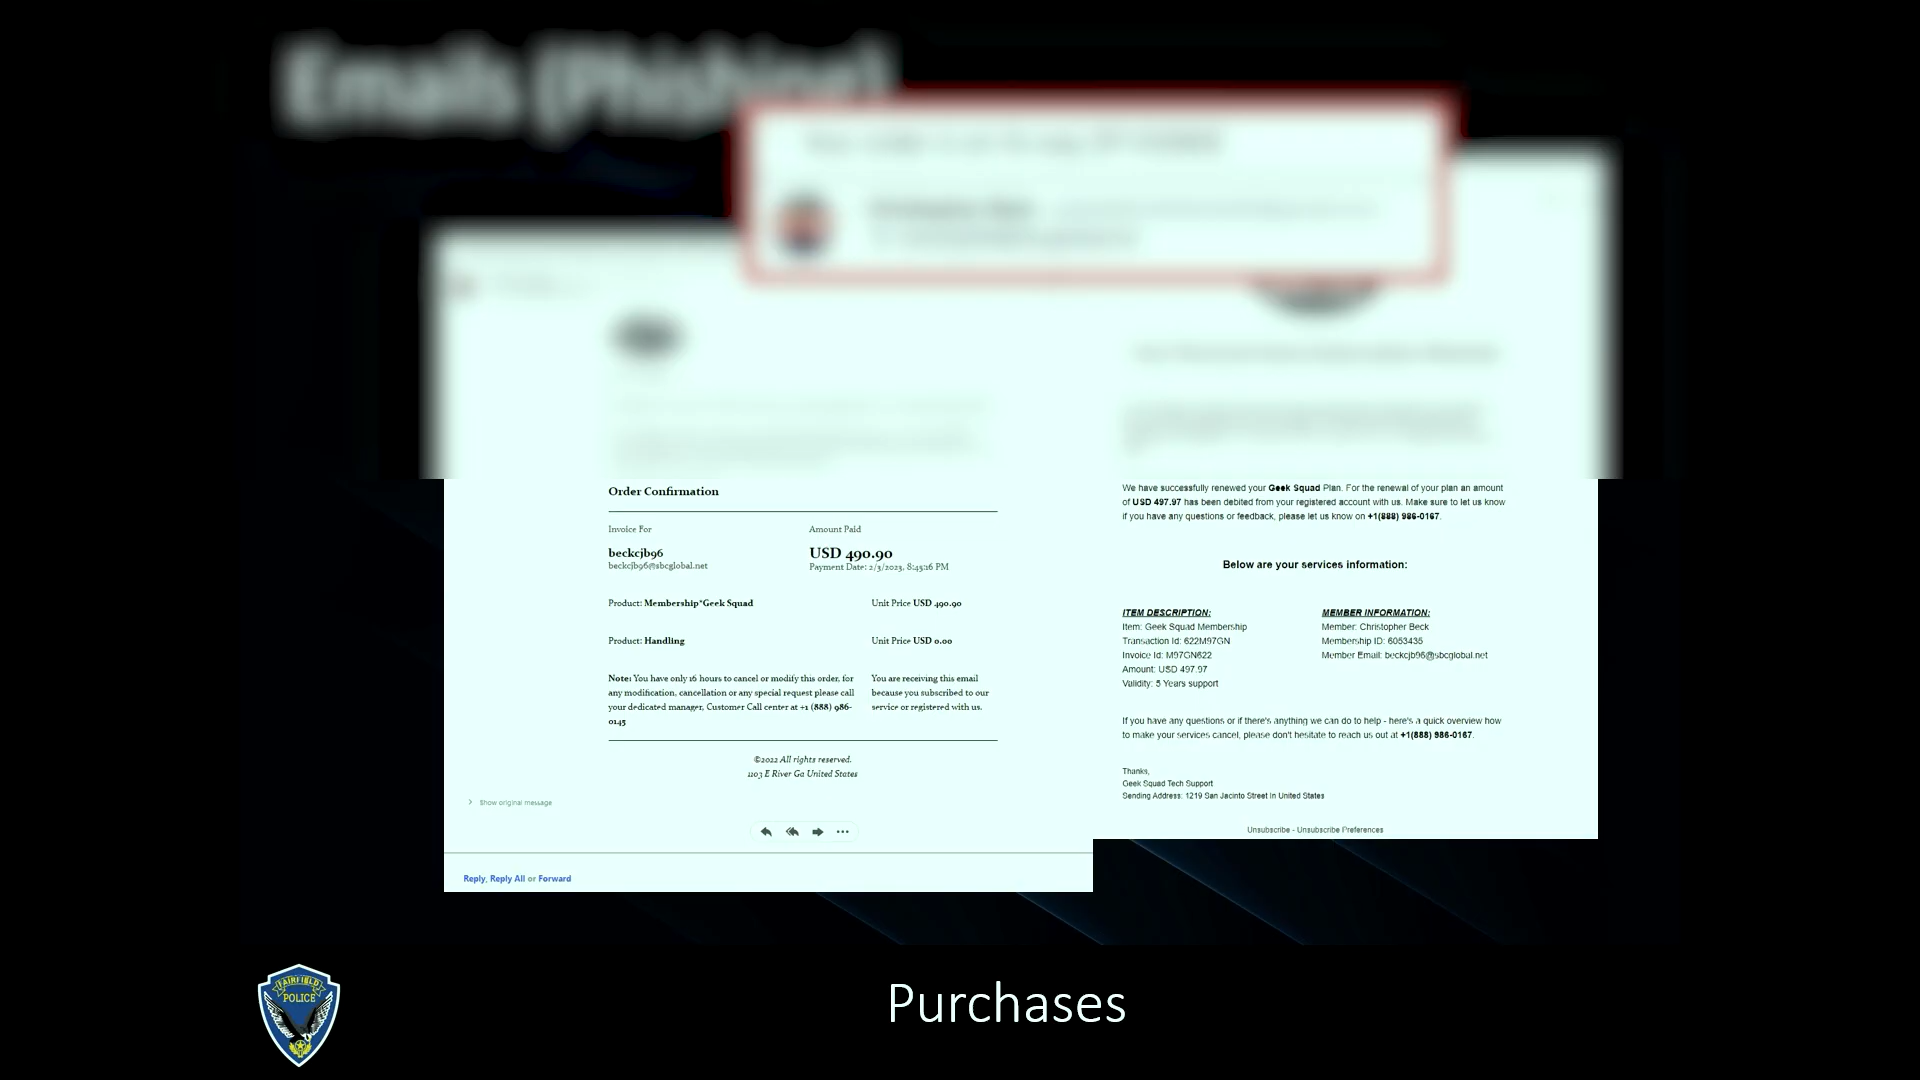 Emails (Phishing)
Order Confirmation
Invoice For
Amount Paid
beckcjb96
USD 490.90
beckcjb96@sbcglobal.net
Payment Date: 2/3/2023, 8:45:16 PM
Product: Membership*Geek Squad
Unit Price USD 490.90
Product: Handling
Unit Price USD 0.00
Note: You have only 16 hours to cancel or modify this order, for
any modification, cancellation or any special request please call
your dedicated manager, Customer Call center at +1 (888) 986-
0145
You are receiving this email
because you subscribed to our
service or registered with us.
©2022 All rights reserved.
1103 E River Ga United States
Show original message
Reply, Reply All or Forward
We have successfully renewed your Geek Squad Plan. For the renewal of your plan an amount
of USD 497.97 has been debited from your registered account with us. Make sure to let us know
if you have any questions or feedback, please let us know on +1(888) 986-0167.
Below are your services information:
ITEM DESCRIPTION:
Item: Geek Squad Membership
Transaction Id: 622M97GN
Invoice Id: M97GN622
Amount: USD 497.97
Validity: 5 Years support
MEMBER INFORMATION:
Member: Christopher Beck
Membership ID: 6053435
Member Email: beckcjb96@sbcglobal.net
If you have any questions or if there's anything we can do to help - here's a quick overview how
to make your services cancel, please don't hesitate to reach us out at +1(888) 986-0167.
Thanks,
Geek Squad Tech Support
Sending Address: 1219 San Jacinto Street In United States
Unsubscribe - Unsubscribe Preferences
FAIRFIELD
POLICE
Purchases